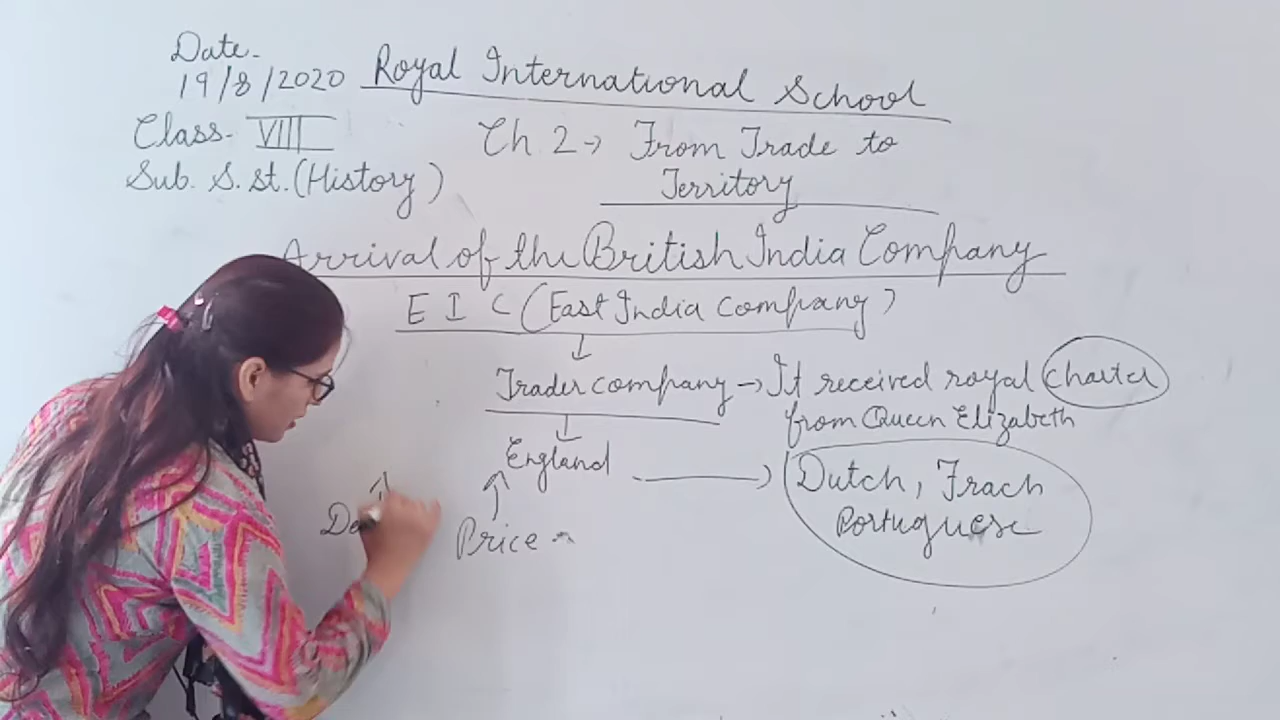 Date-
19/8/2020
Royal International School
Class- VIII
Ch 2 → From Trade to
Territory
Sub. S.st. (History)
Arrival of the British India Company
E I C (East India Company)
↓
Trader company → It received royal charter
from Queen Elizabeth
↓
England → Dutch, Frach
Portuguese
↑
Price
De